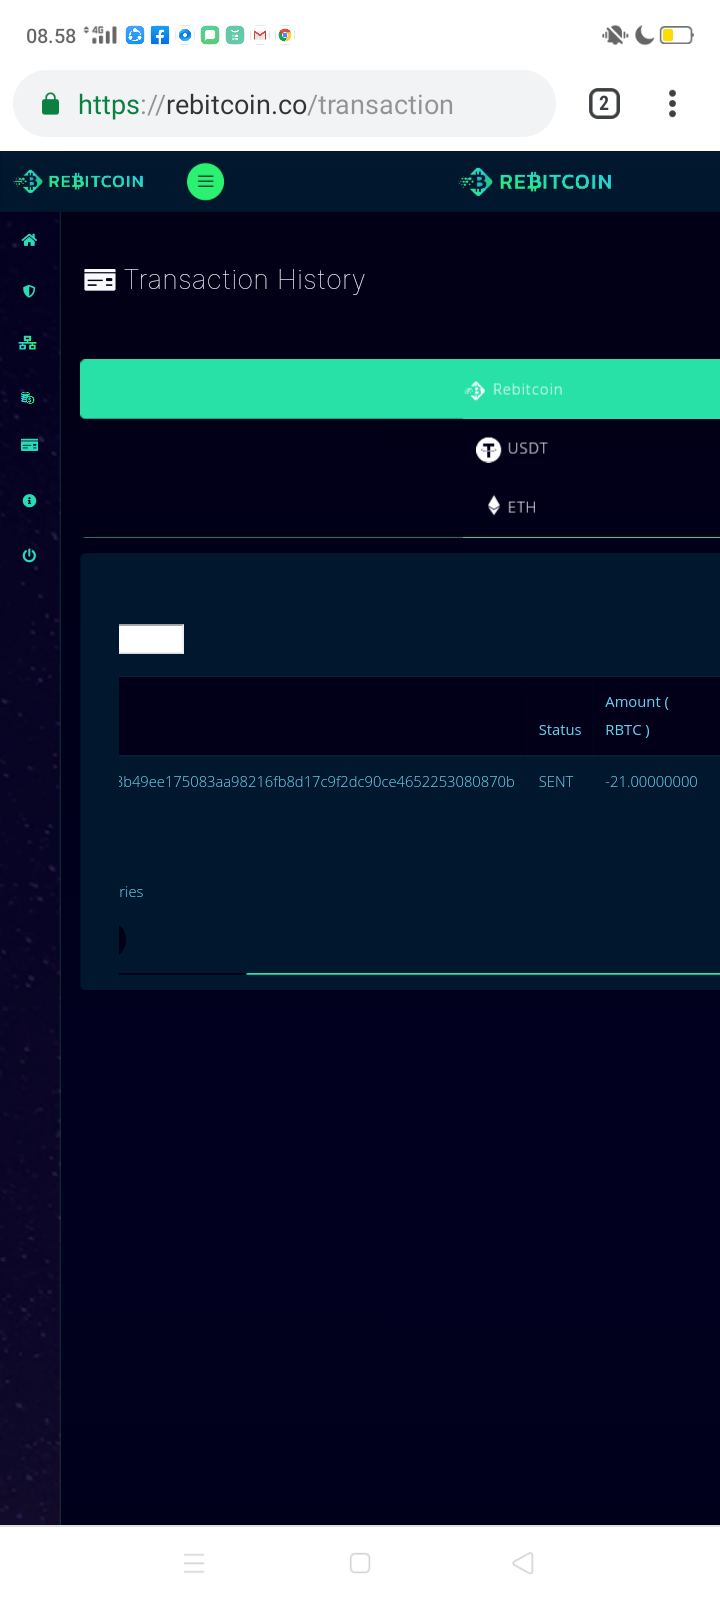 08.58 4G
https://rebitcoin.co/transaction 2
REBITCOIN REBITCOIN
Transaction History
Rebitcoin
USDT
ETH
Amount (
Status RBTC )
3b49ee175083aa98216fb8d17c9f2dc90ce4652253080870b SENT -21.00000000
ries